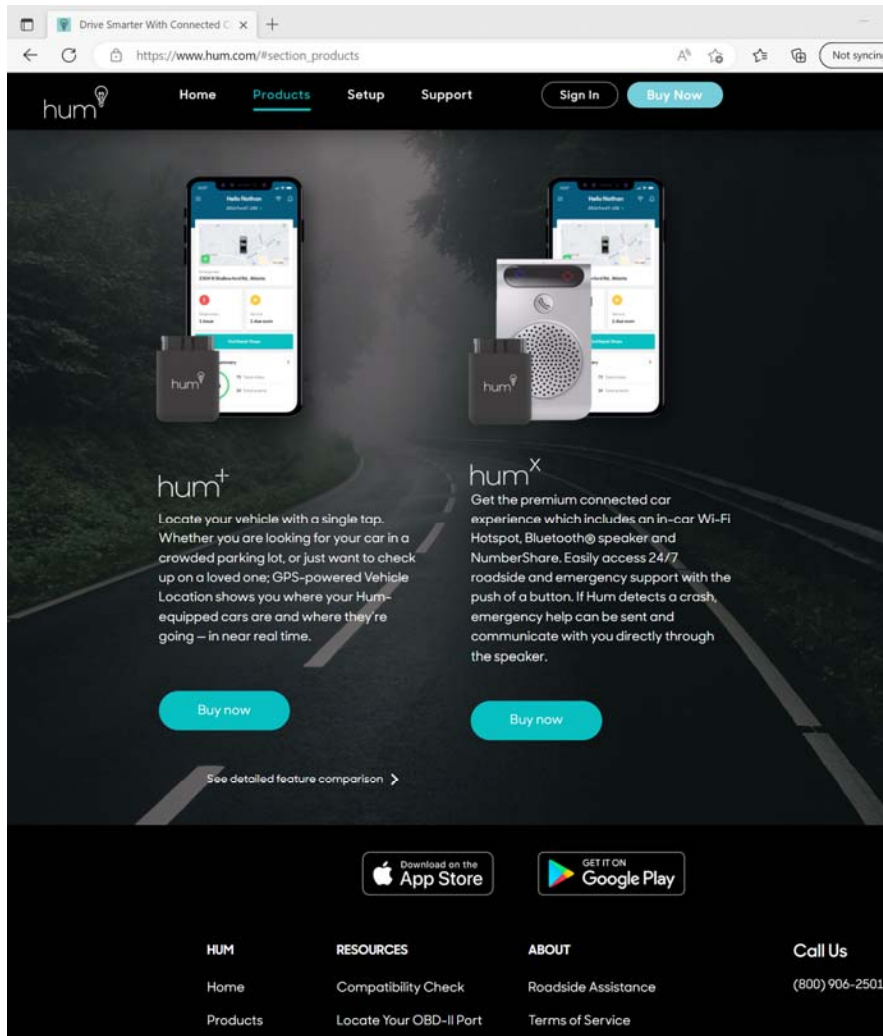 Drive Smarter With Connected C
https://www.hum.com/#section_products
Not syncing
hum
Home
Products
Setup
Support
Sign In
Buy Now
Hello Nathan
hum
Hello Nathan
hum
hum+
Locate your vehicle with a single tap.
Whether you are looking for your car in a
crowded parking lot, or just want to check
up on a loved one; GPS-powered Vehicle
Location shows you where your Hum-
equipped cars are and where they're
going – in near real time.
Buy now
See detailed feature comparison
humx
Get the premium connected car
experience which includes an in-car Wi-Fi
Hotspot, Bluetooth® speaker and
NumberShare. Easily access 24/7
roadside and emergency support with the
push of a button. If Hum detects a crash,
emergency help can be sent and
communicate with you directly through
the speaker.
Buy now
Download on the
App Store
GET IT ON
Google Play
HUM
Home
Products
RESOURCES
Compatibility Check
Locate Your OBD-II Port
ABOUT
Roadside Assistance
Terms of Service
Call Us
(800) 906-2501